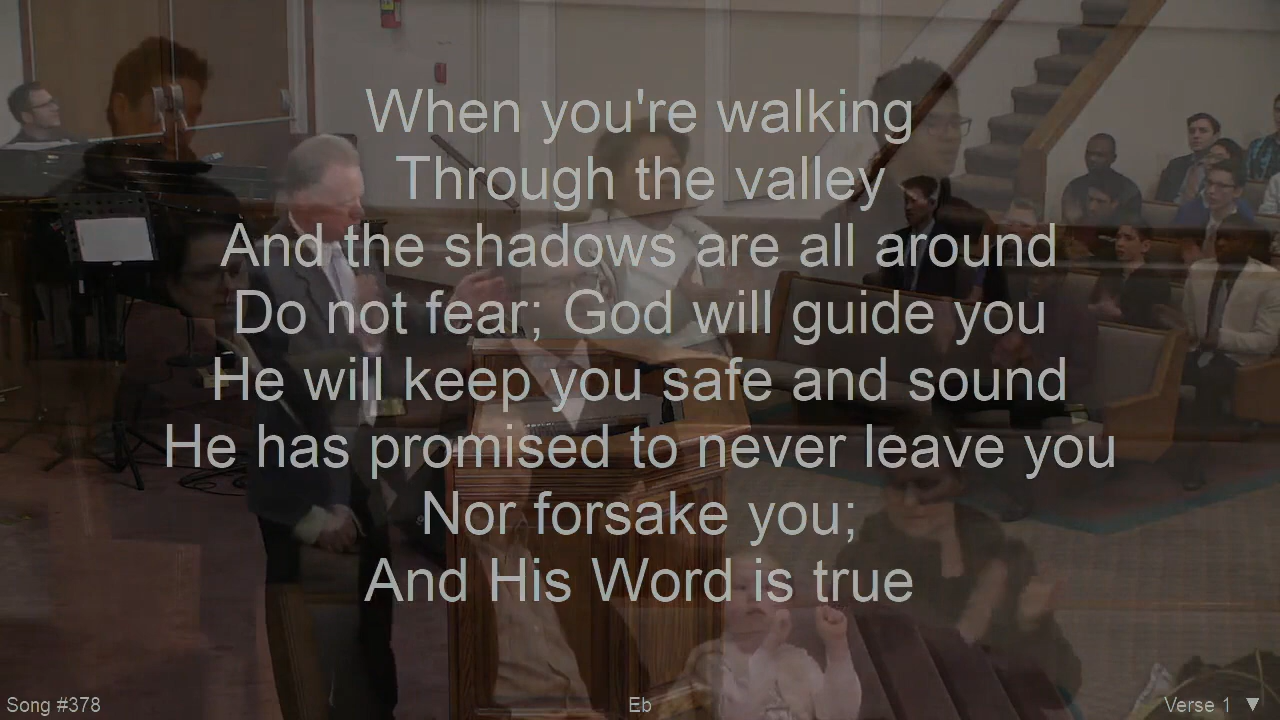 When you're walking
Through the valley
And the shadows are all around
Do not fear; God will guide you
He will keep you safe and sound
He has promised to never leave you
Nor forsake you;
And His Word is true
Song #378
Eb
Verse 1 ▼